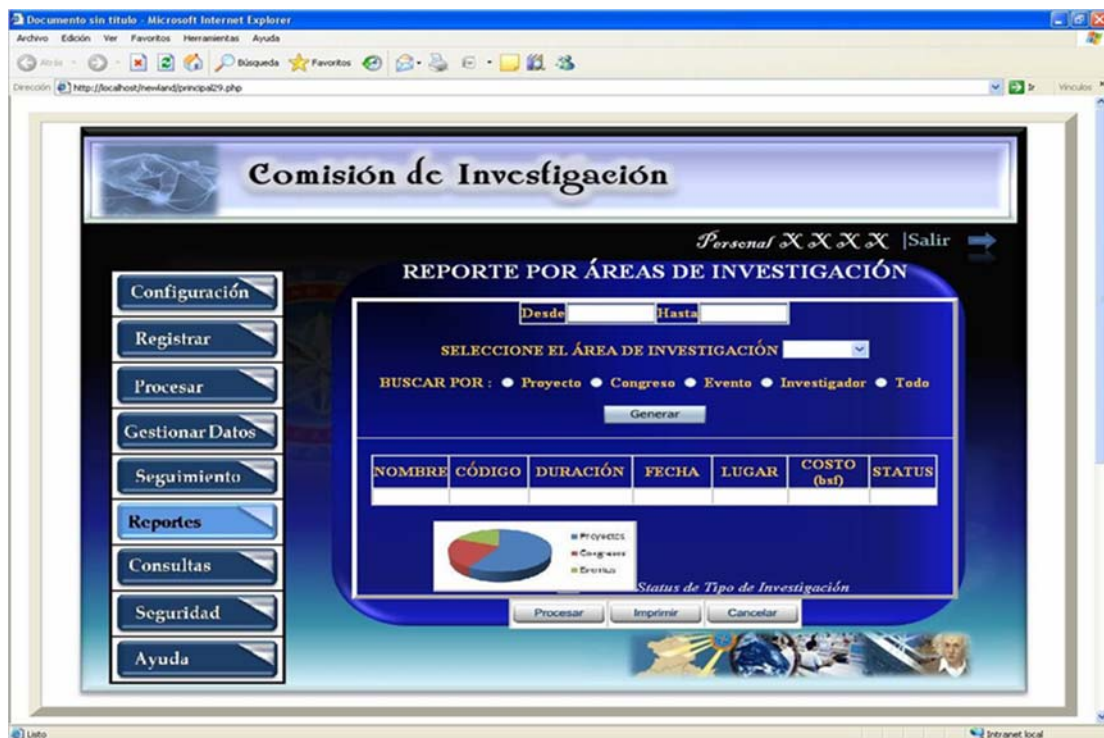 Documento sin título - Microsoft Internet Explorer
Archivo Edición Ver Favoritos Herramientas Ayuda
Atrás Búsqueda Favoritos
Dirección http://localhost/newland/principal29.php Ir Vínculos
Comisión de Investigación
Personal X X X X |Salir
REPORTE POR ÁREAS DE INVESTIGACIÓN
Configuración
Registrar
Procesar
Gestionar Datos
Seguimiento
Reportes
Consultas
Seguridad
Ayuda
Desde Hasta
SELECCIONE EL ÁREA DE INVESTIGACIÓN
BUSCAR POR : Proyecto Congreso Evento Investigador Todo
Generar
NOMBRE CÓDIGO DURACIÓN FECHA LUGAR COSTO (bsf) STATUS
Proyectos
Congresos
Eventos
Status de Tipo de Investigación
Procesar Imprimir Cancelar
Listo Intranet local